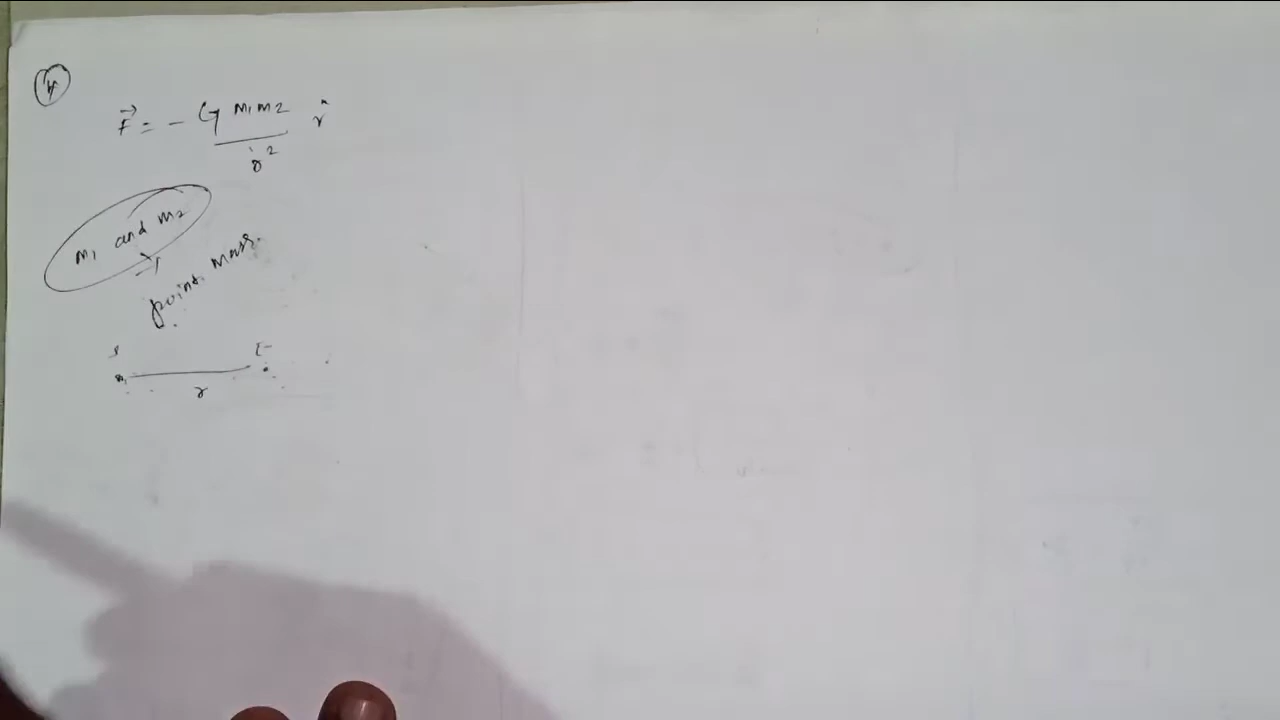 4
F⃗ = - G m1 m2 / r² r̂
m1 and m2
point mass.
S E
r